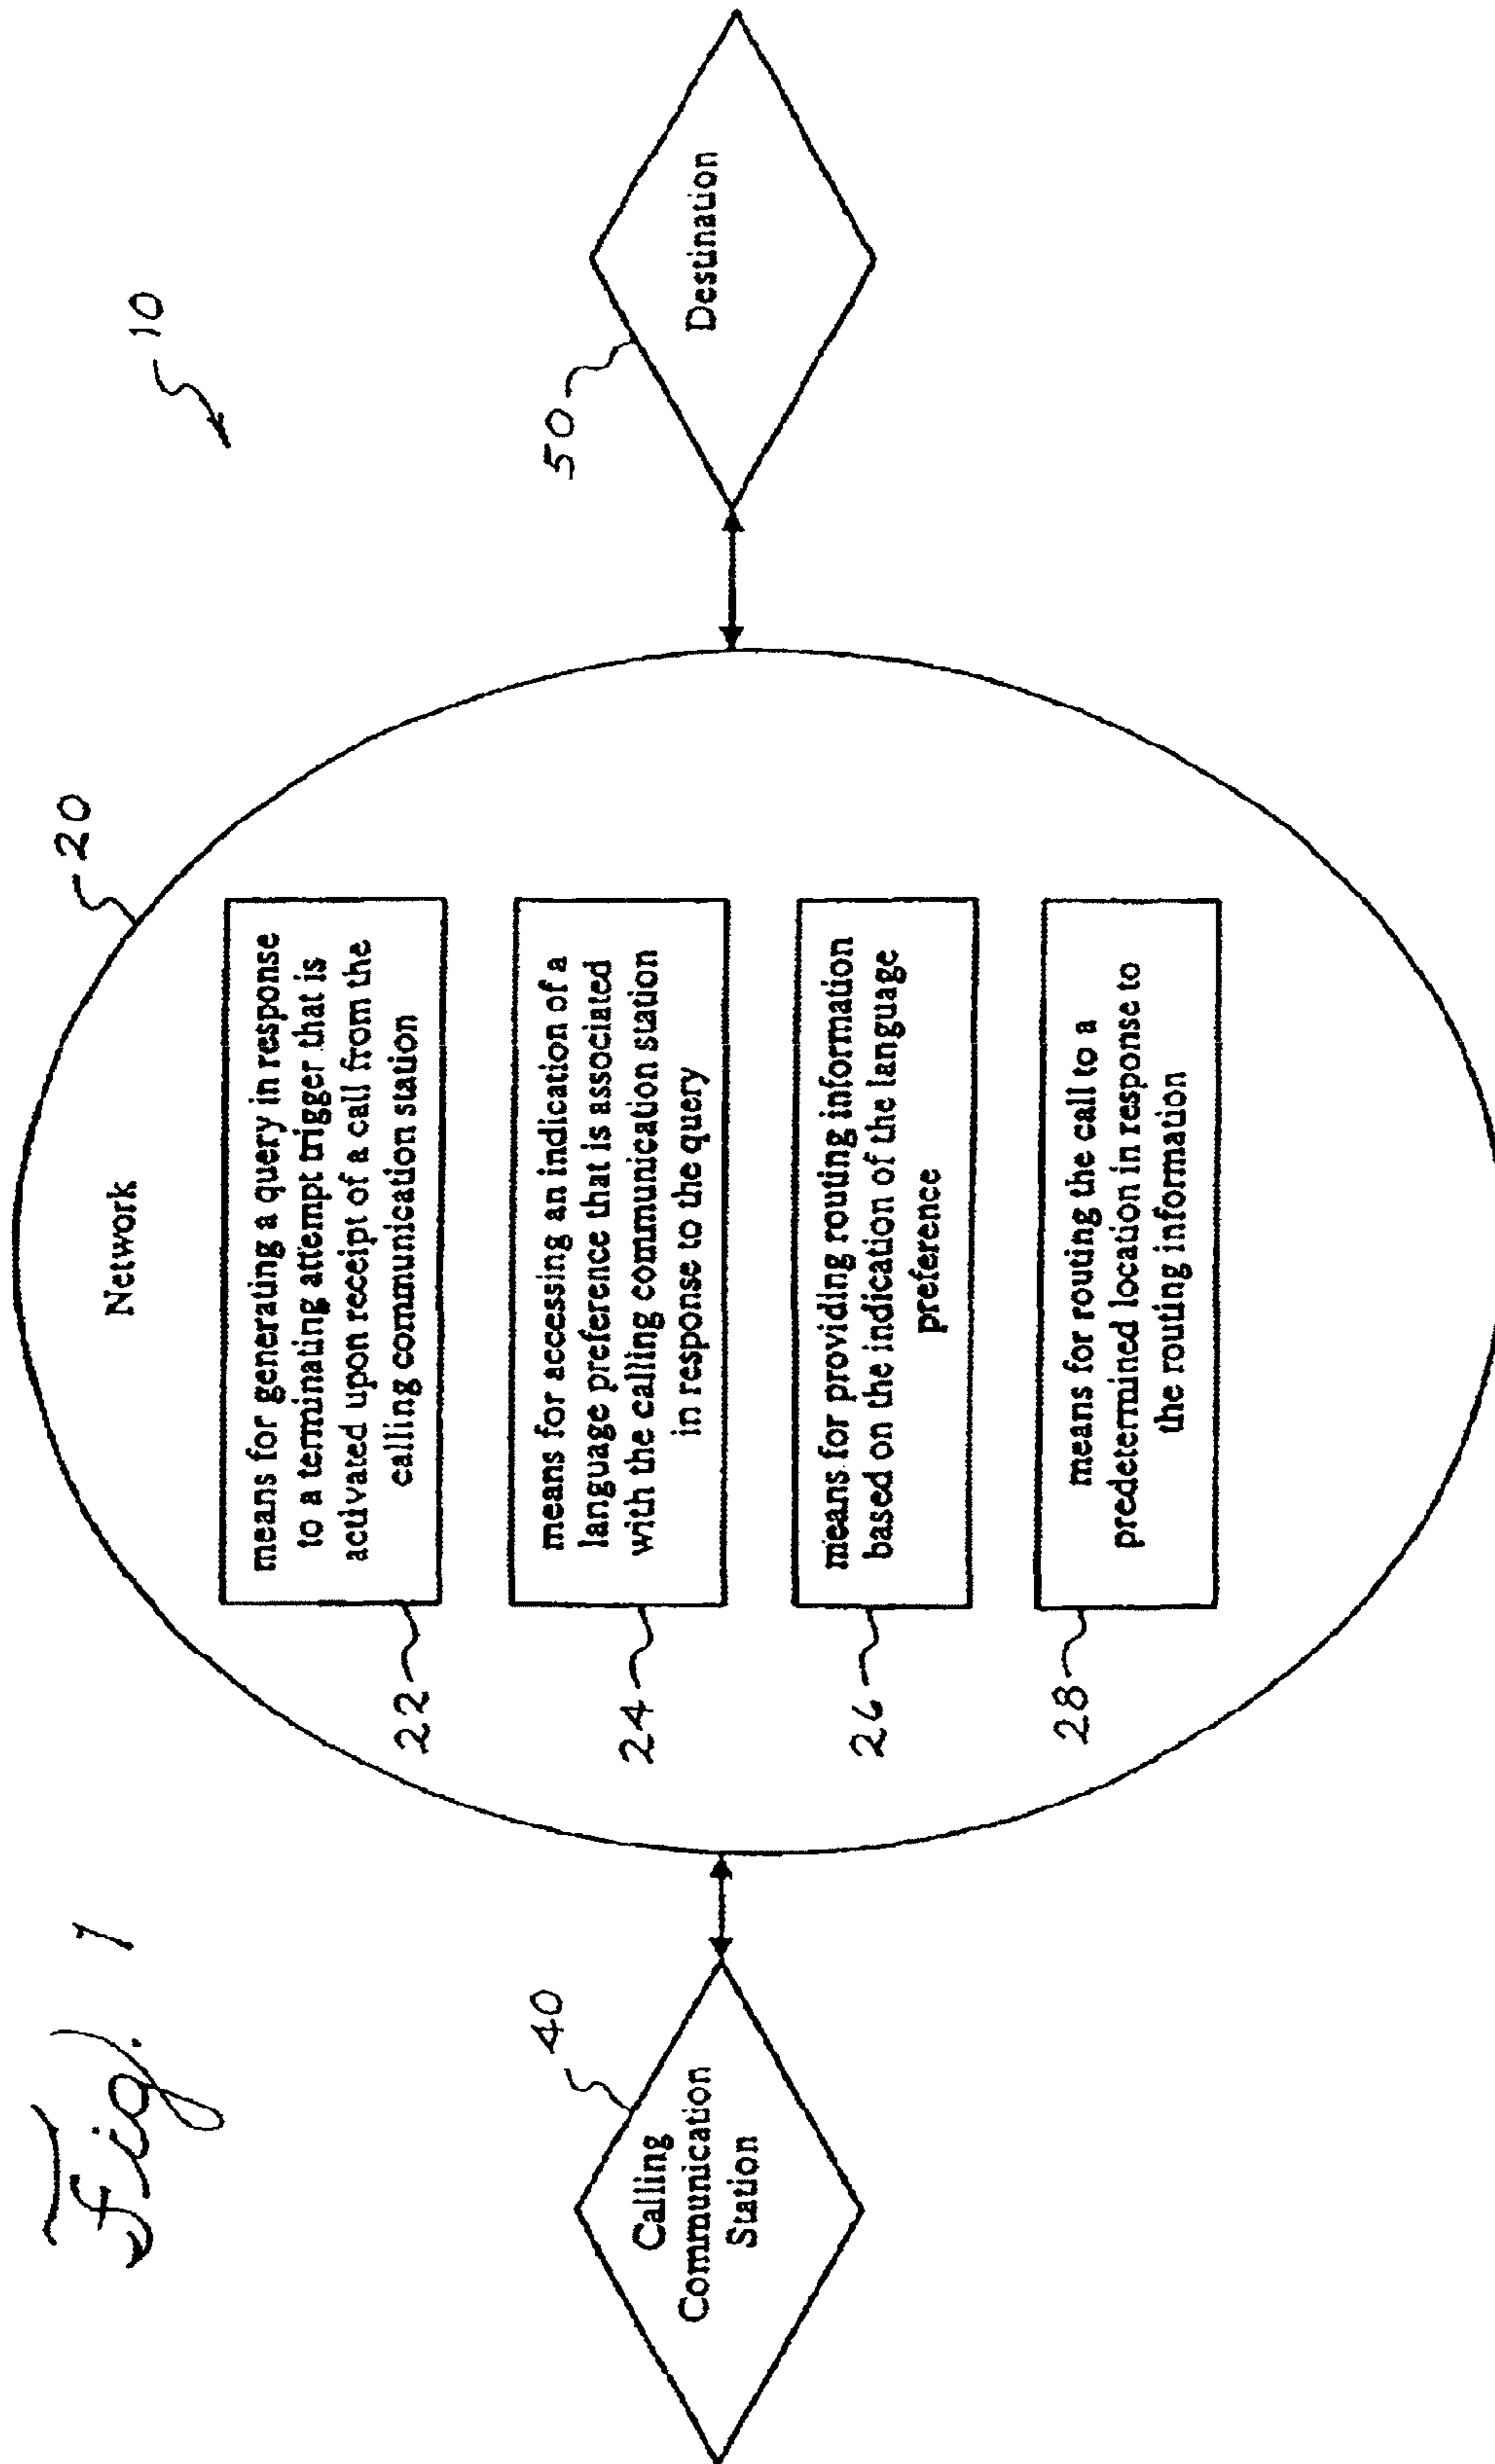 Fig. 1
10
20
Network
22
means for generating a query in response
to a terminating attempt trigger that is
activated upon receipt of a call from the
calling communication station
24
means for accessing an indication of a
language preference that is associated
with the calling communication station
in response to the query
26
means for providing routing information
based on the indication of the language
preference
28
means for routing the call to a
predetermined location in response to
the routing information
40
Calling
Communication
Station
50
Destination